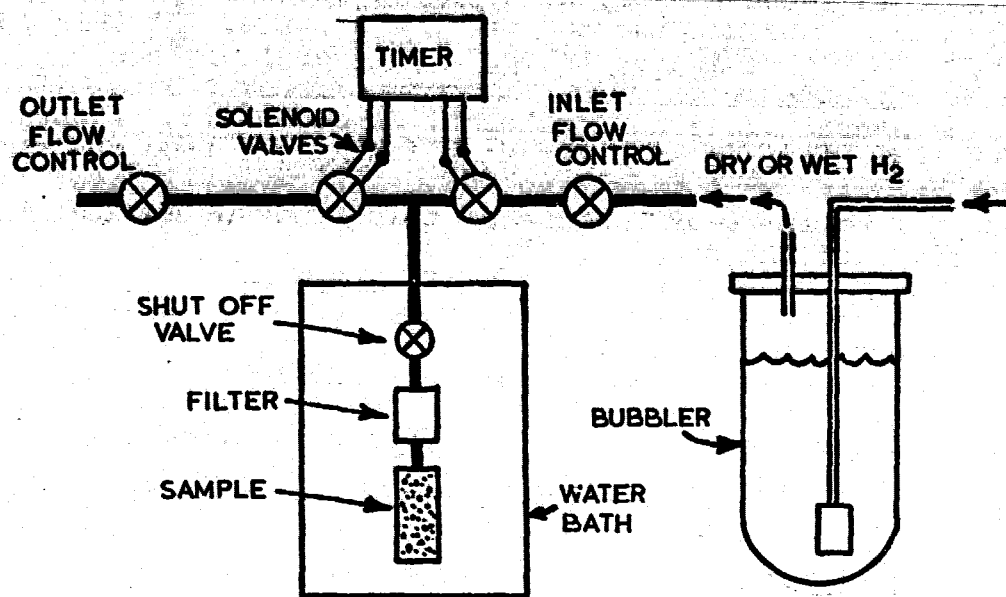 TIMER
OUTLET
FLOW
CONTROL
SOLENOID
VALVES
INLET
FLOW
CONTROL
DRY OR WET H₂
SHUT OFF
VALVE
FILTER
SAMPLE
BUBBLER
WATER
BATH